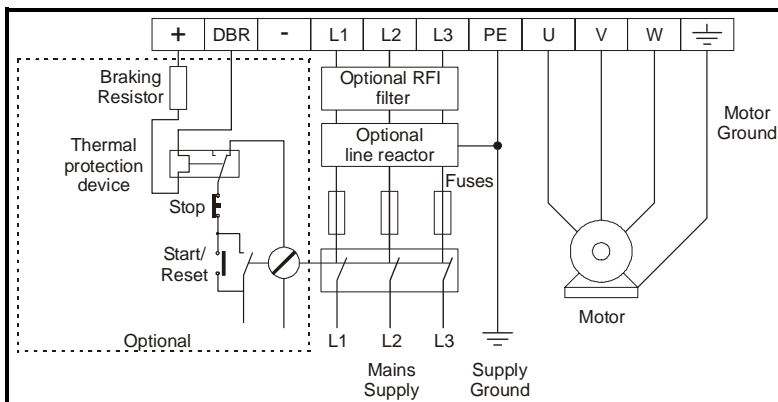 + DBR - L1 L2 L3 PE U V W
Braking
Resistor
Optional RFI
filter
Optional
line reactor
Motor
Ground
Thermal
protection
device
Fuses
Stop
Start/
Reset
Optional
L1 L2 L3
Motor
Mains
Supply
Supply
Ground